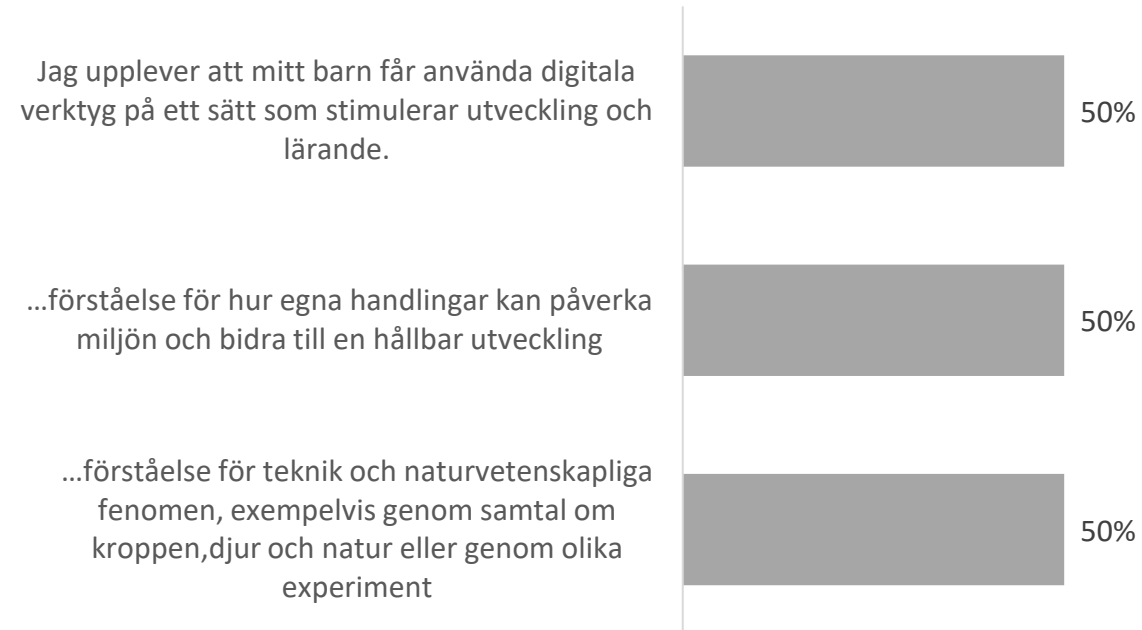 Jag upplever att mitt barn får använda digitala
verktyg på ett sätt som stimulerar utveckling och
lärande.
50%
...förståelse för hur egna handlingar kan påverka
miljön och bidra till en hållbar utveckling
50%
...förståelse för teknik och naturvetenskapliga
fenomen, exempelvis genom samtal om
kroppen,djur och natur eller genom olika
experiment
50%